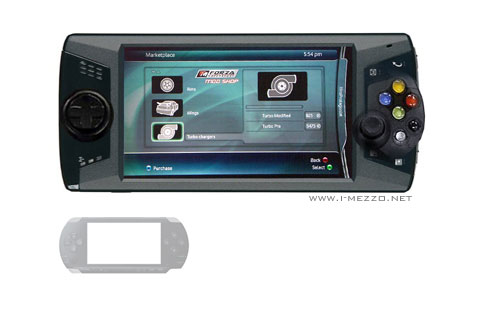 Marketplace
5:54 pm
FORZA
MOD SHOP
Rims
Wings
Turbo chargers
Turbo Modified
Turbo Pro
Back
Purchase
Select
www.i-mezzo.net